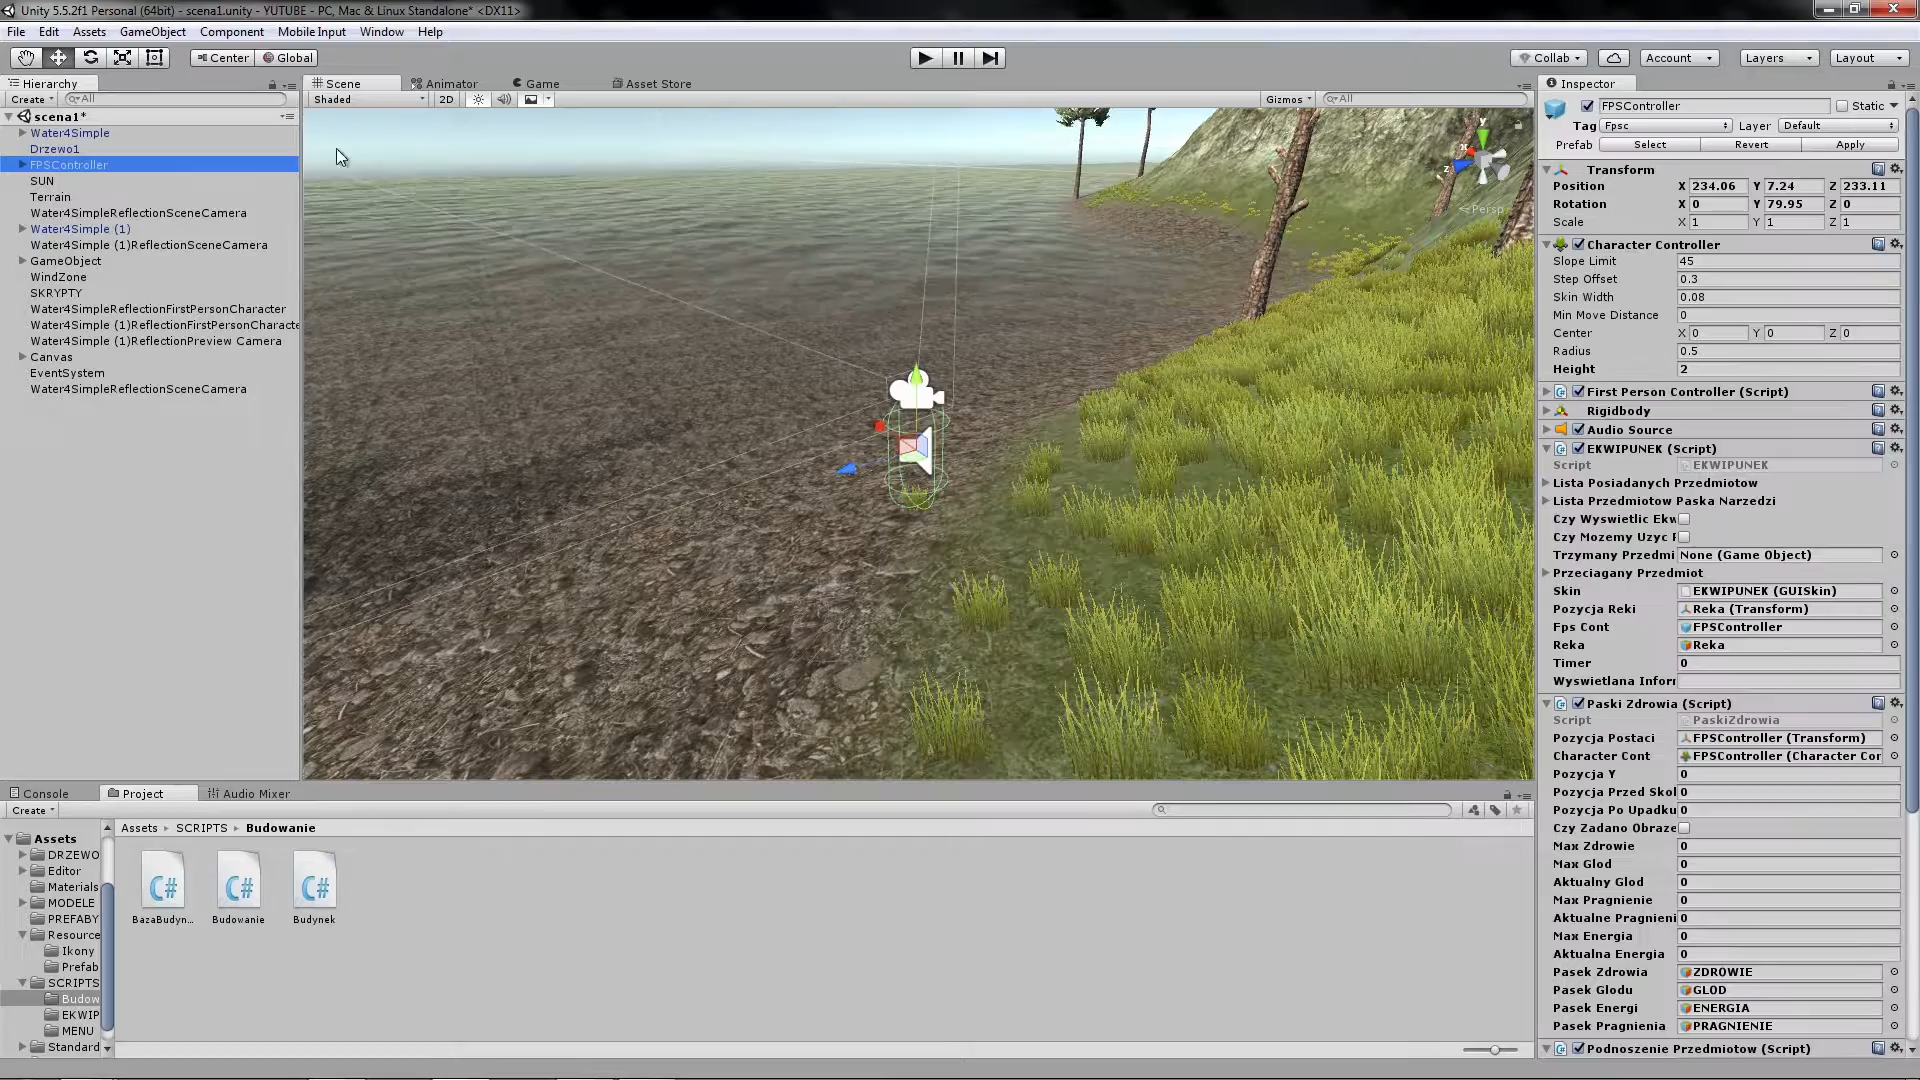 Unity 5.5.2f1 Personal (64bit) - scena1.unity - YUTUBE - PC, Mac & Linux Standalone* <DX11>
File Edit Assets GameObject Component Mobile Input Window Help
Center Global Collab Account Layers Layout
Hierarchy
Create All
scena1*
Water4Simple
Drzewo1
FPSController
SUN
Terrain
Water4SimpleReflectionSceneCamera
Water4Simple (1)
Water4Simple (1)ReflectionSceneCamera
GameObject
WindZone
SKRYPTY
Water4SimpleReflectionFirstPersonCharacter
Water4Simple (1)ReflectionFirstPersonCharacte
Water4Simple (1)ReflectionPreview Camera
Canvas
EventSystem
Water4SimpleReflectionSceneCamera
Scene Animator Game Asset Store
Shaded 2D Gizmos All
y
x
z
Persp
Inspector
FPSController Static
Tag Fpsc Layer Default
Prefab Select Revert Apply
Transform
Position X 234.06 Y 7.24 Z 233.11
Rotation X 0 Y 79.95 Z 0
Scale X 1 Y 1 Z 1
Character Controller
Slope Limit 45
Step Offset 0.3
Skin Width 0.08
Min Move Distance 0
Center X 0 Y 0 Z 0
Radius 0.5
Height 2
First Person Controller (Script)
Rigidbody
Audio Source
EKWIPUNEK (Script)
Script EKWIPUNEK
Lista Posiadanych Przedmiotow
Lista Przedmiotow Paska Narzedzi
Czy Wyswietlic Ekw
Czy Mozemy Uzyc
Trzymany Przedmi None (Game Object)
Przeciagany Przedmiot
Skin EKWIPUNEK (GUISkin)
Pozycja Reki Reka (Transform)
Fps Cont FPSController
Reka Reka
Timer 0
Wyswietlana Infor
Paski Zdrowia (Script)
Script PaskiZdrowia
Pozycja Postaci FPSController (Transform)
Character Cont FPSController (Character Cor
Pozycja Y 0
Pozycja Przed Skol 0
Pozycja Po Upadku 0
Czy Zadano Obraze
Max Zdrowie 0
Max Glod 0
Aktualny Glod 0
Max Pragnienie 0
Aktualne Pragnieni 0
Max Energia 0
Aktualna Energia 0
Pasek Zdrowia ZDROWIE
Pasek Glodu GLOD
Pasek Energi ENERGIA
Pasek Pragnienia PRAGNIENIE
Podnoszenie Przedmiotow (Script)
Console Project Audio Mixer
Create
Assets
DRZEWO
Editor
Materials
MODELE
PREFABY
Resource
Ikony
Prefab
SCRIPTS
Budow
EKWIP
MENU
Standard
Assets SCRIPTS Budowanie
C# C# C#
BazaBudyn... Budowanie Budynek